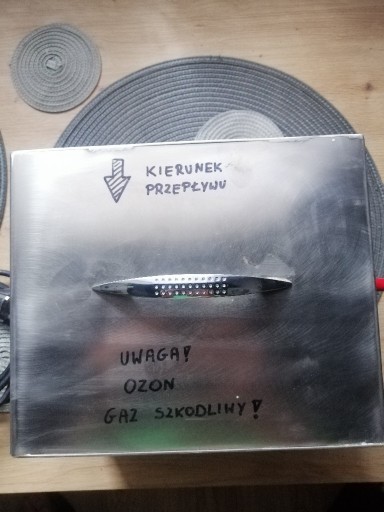 KIERUNEK
PRZEPŁYWU
UWAGA!
OZON
GAZ SZKODLIWY!